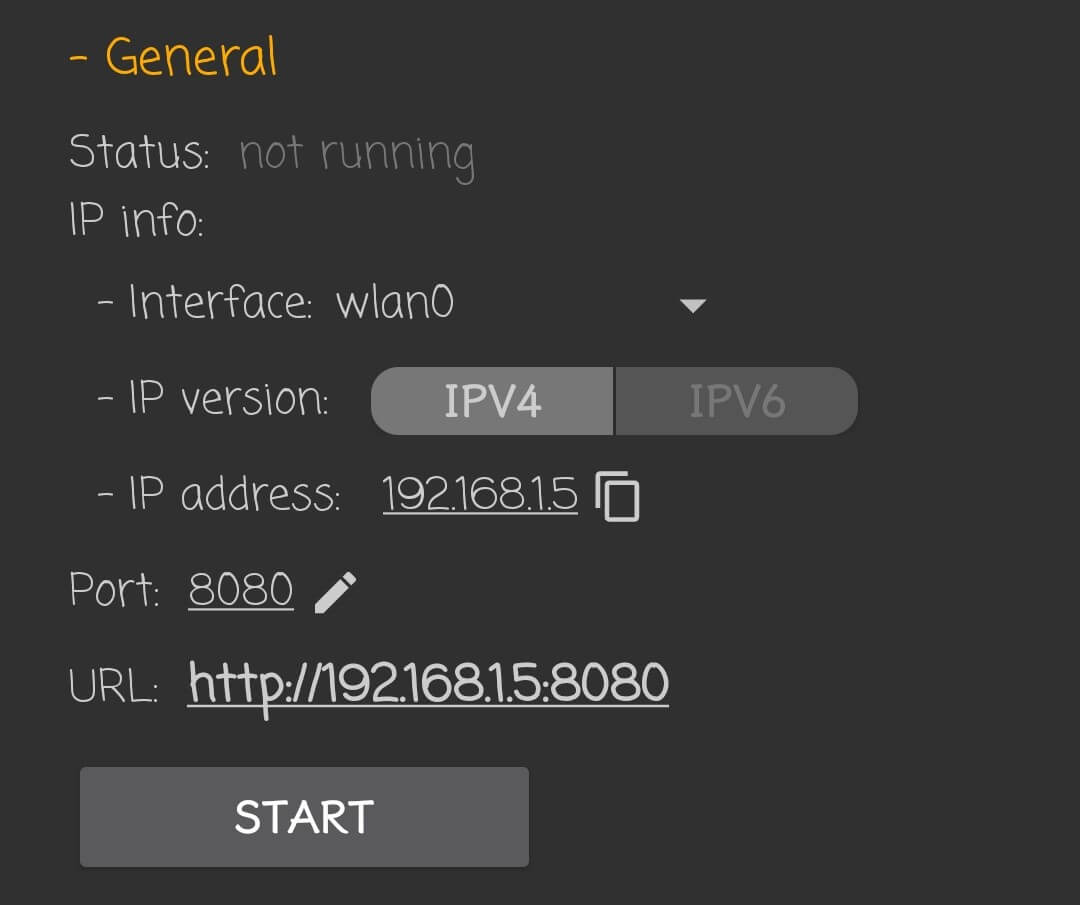 - General
Status: not running
IP info:
- Interface: wlan0
- IP version: IPV4 IPV6
- IP address: 192.168.1.5
Port: 8080
URL: http://192.168.1.5:8080
START